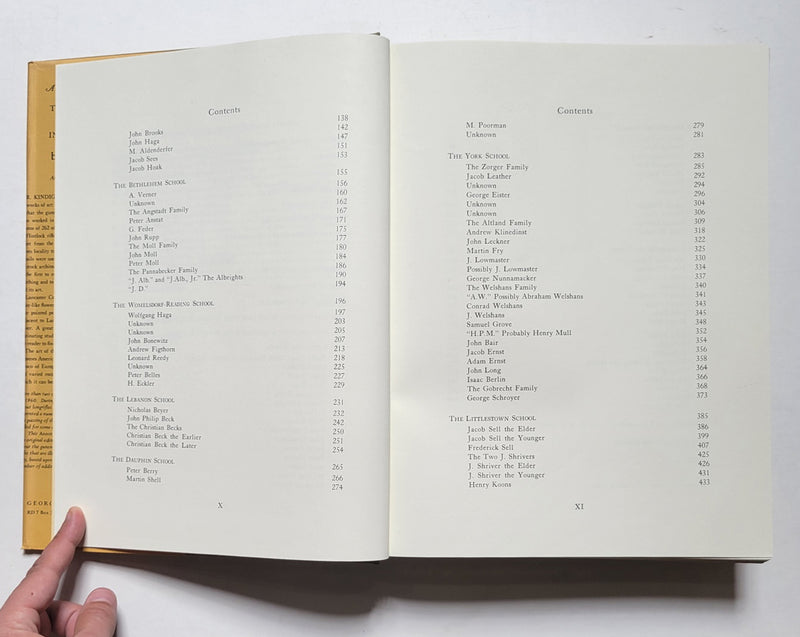 R. KINDIG
GEORG
RD 7 Box
Contents
John Brooks 138
John Haga 142
M. Aldenderfer 147
Jacob Sees 151
Jacob Hoak 153
THE BETHLEHEM SCHOOL 155
A. Verner 156
Unknown 160
The Angstadt Family 162
Peter Anstat 167
G. Feder 171
John Rupp 175
The Moll Family 177
John Moll 180
Peter Moll 184
The Pannabecker Family 186
"J. Alb." and "J.Alb, Jr." The Albrights 190
"J. D." 194
THE WOMELSDORF-READING SCHOOL 196
Wolfgang Haga 197
Unknown 203
Unknown 205
John Bonewitz 207
Andrew Figthorn 213
Leonard Reedy 218
Unknown 225
Peter Belles 227
H. Eckler 229
THE LEBANON SCHOOL 231
Nicholas Beyer 232
John Philip Beck 242
The Christian Becks 250
Christian Beck the Earlier 251
Christian Beck the Later 254
THE DAUPHIN SCHOOL 265
Peter Berry 266
Martin Shell 274
X
Contents
M. Poorman 279
Unknown 281
THE YORK SCHOOL 283
The Zorger Family 285
Jacob Leather 292
Unknown 294
George Eister 296
Unknown 304
Unknown 306
The Altland Family 309
Andrew Klinedinst 318
John Leckner 322
Martin Fry 325
J. Lowmaster 330
Possibly J. Lowmaster 334
George Nunnamacker 337
The Welshans Family 340
"A.W." Possibly Abraham Welshans 341
Conrad Welshans 343
J. Welshans 345
Samuel Grove 348
"H.P.M." Probably Henry Mull 352
John Bair 354
Jacob Ernst 356
Adam Ernst 358
John Long 364
Isaac Berlin 366
The Gobrecht Family 368
George Schroyer 373
THE LITTLESTOWN SCHOOL 385
Jacob Sell the Elder 386
Jacob Sell the Younger 399
Frederick Sell 407
The Two J. Shrivers 425
J. Shriver the Elder 426
J. Shriver the Younger 431
Henry Koons 433
XI